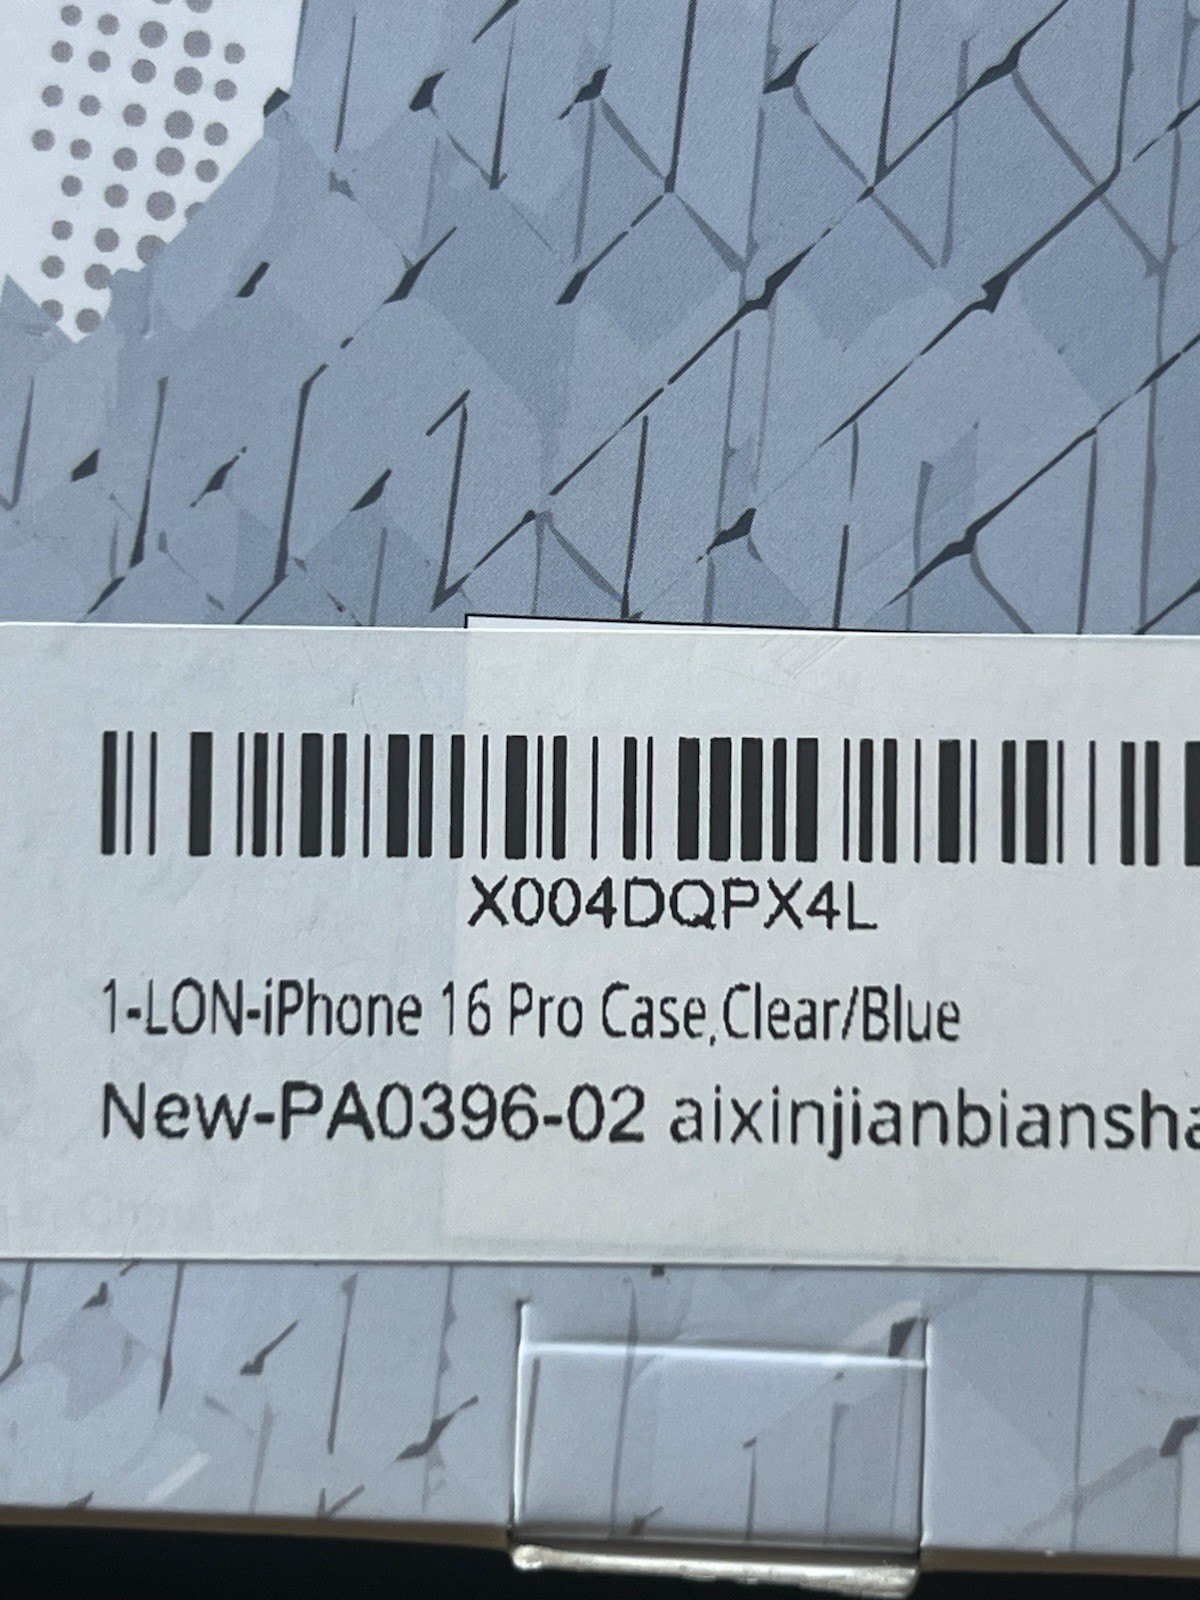 X004DQPX4L
1-LON-iPhone 16 Pro Case,Clear/Blue
New-PA0396-02 aixinjianbiansha